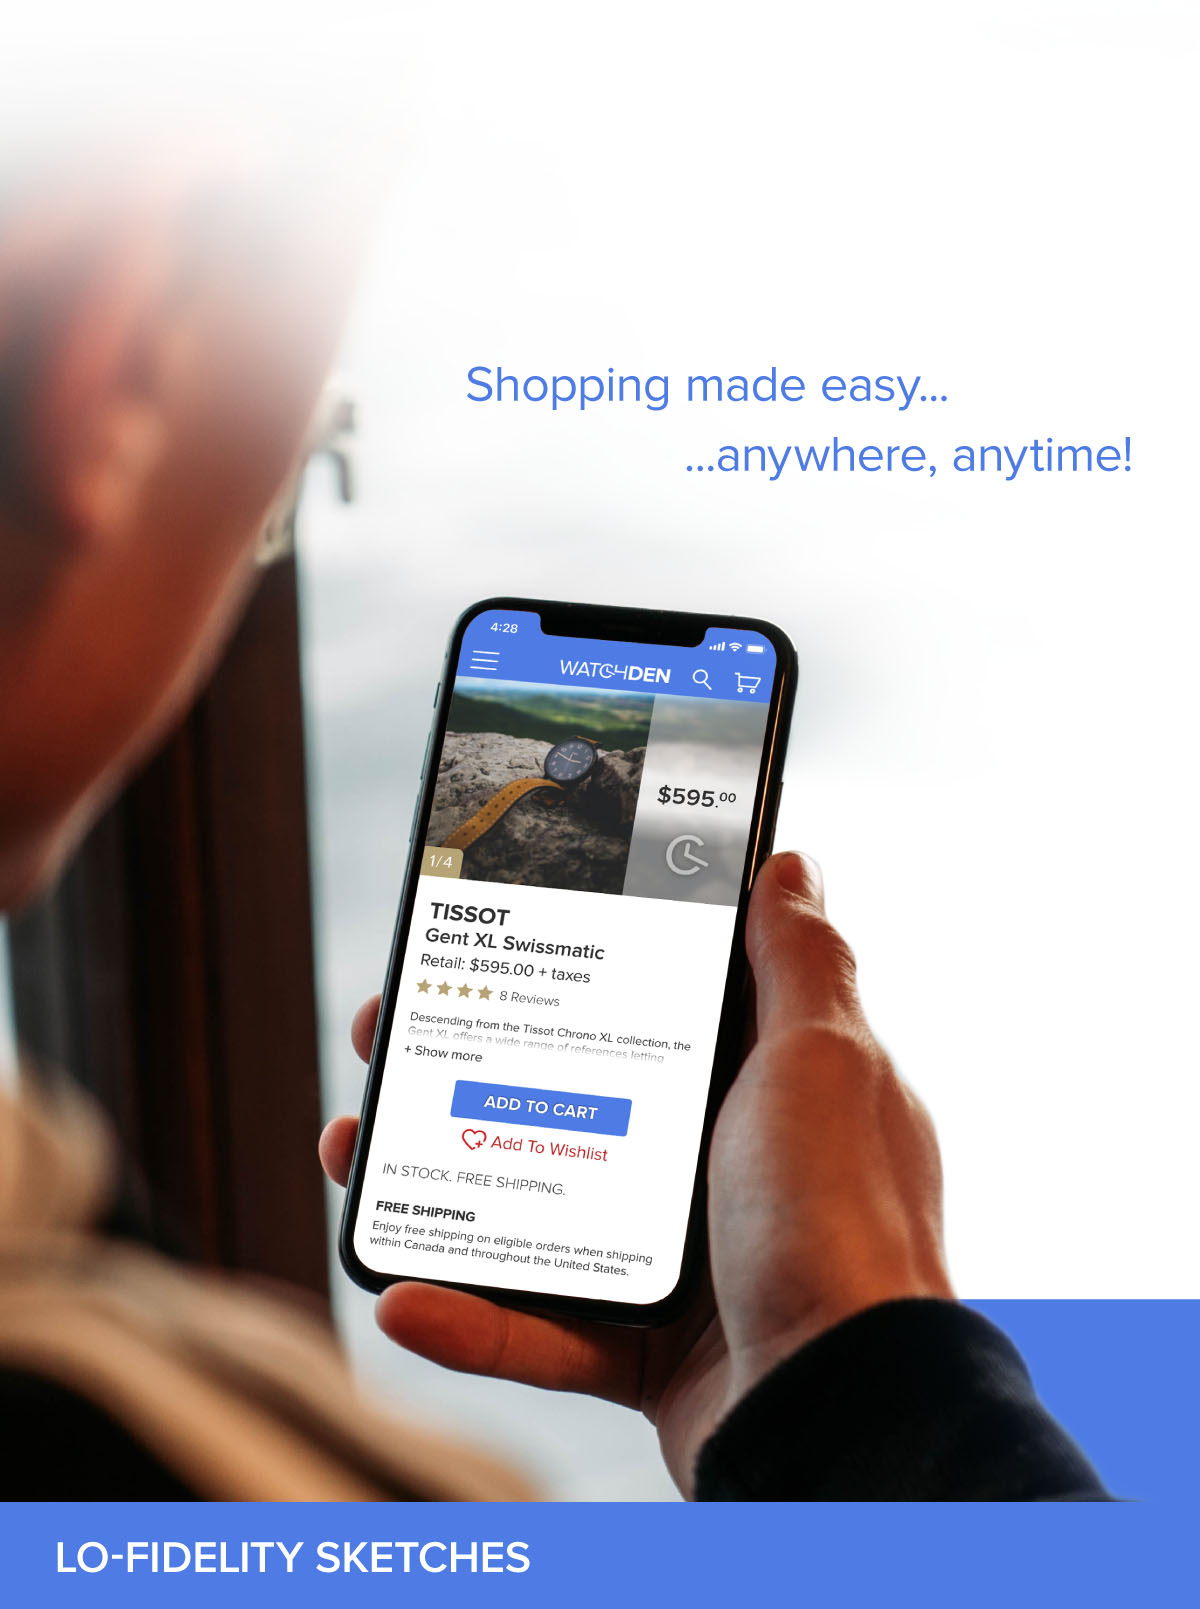 Shopping made easy...
...anywhere, anytime!
4:28
WATCHDEN
$595.00
1/4
TISSOT
Gent XL Swissmatic
Retail: $595.00 + taxes
8 Reviews
Descending from the Tissot Chrono XL collection, the
Gent XL offers a wide range of references letting
+ Show more
ADD TO CART
Add To Wishlist
IN STOCK. FREE SHIPPING.
FREE SHIPPING
Enjoy free shipping on eligible orders when shipping
within Canada and throughout the United States.
LO-FIDELITY SKETCHES